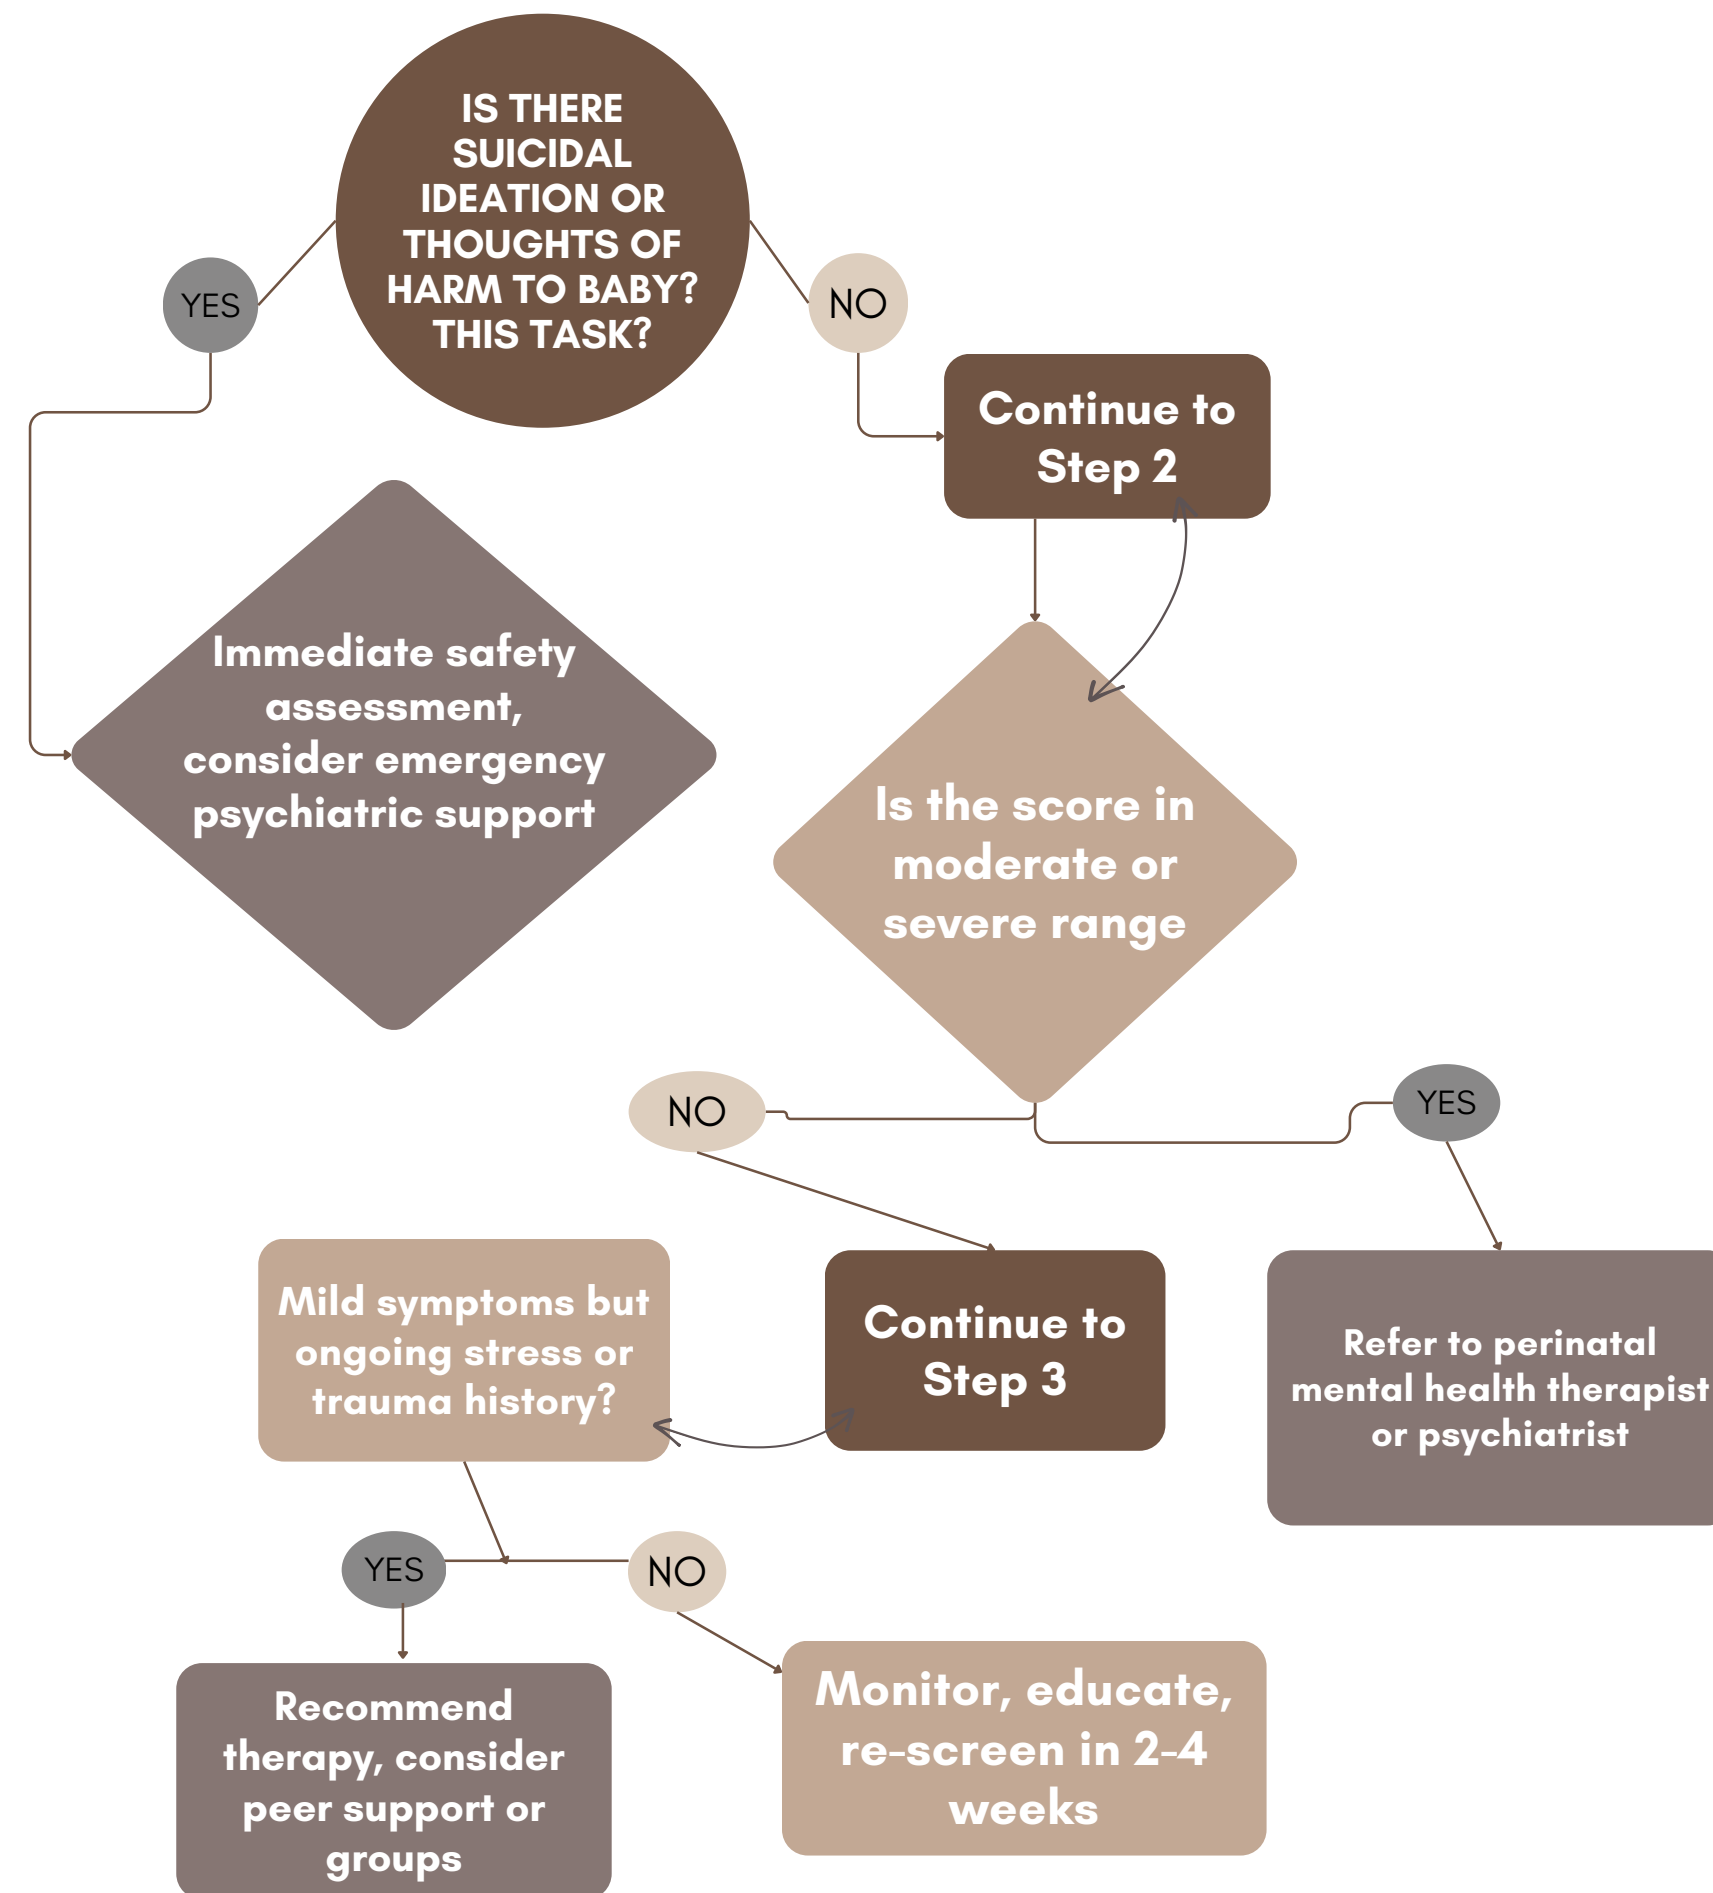 IS THERE
SUICIDAL
IDEATION OR
THOUGHTS OF
HARM TO BABY?
THIS TASK?
YES
NO
Continue to
Step 2
Immediate safety
assessment,
consider emergency
psychiatric support
Is the score in
moderate or
severe range
NO
YES
Mild symptoms but
ongoing stress or
trauma history?
Continue to
Step 3
Refer to perinatal
mental health therapist
or psychiatrist
YES
NO
Recommend
therapy, consider
peer support or
groups
Monitor, educate,
re-screen in 2-4
weeks